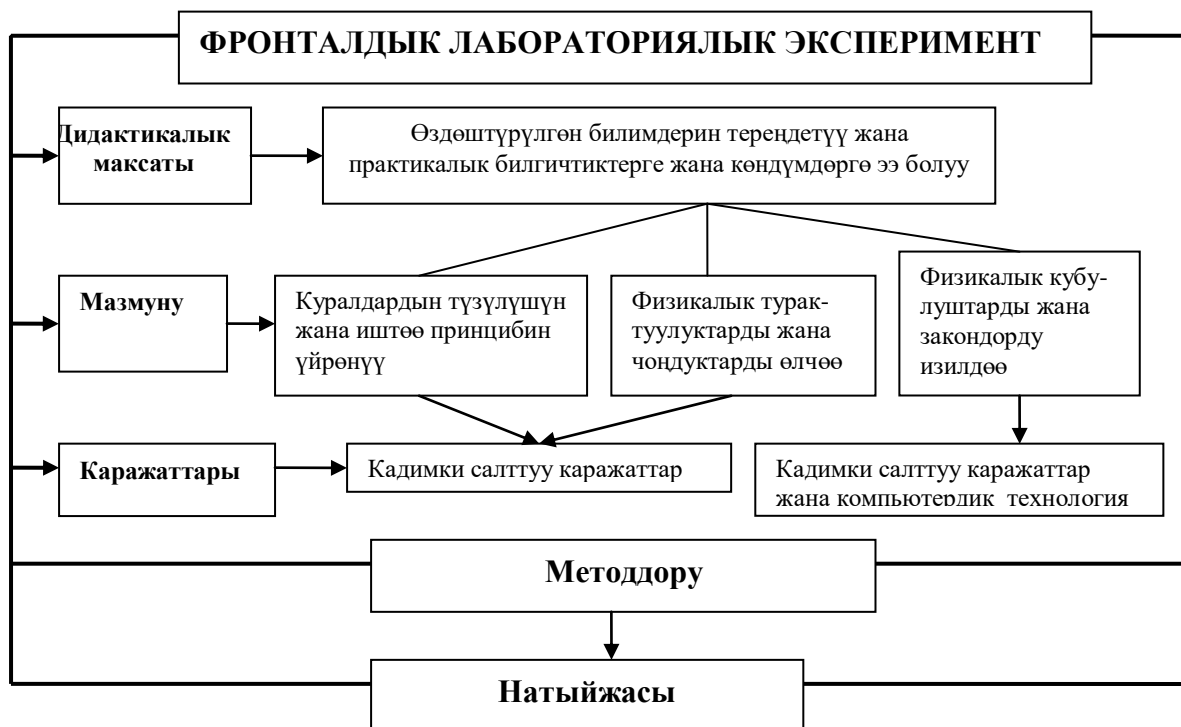 ФРОНТАЛДЫК ЛАБОРАТОРИЯЛЫК ЭКСПЕРИМЕНТ
Дидактикалык
максаты
Өздөштүрүлгөн билимдерин тереңдетүү жана
практикалык билгичтиктерге жана көндүмдөргө ээ болуу
Мазмуну
Куралдардын түзүлүшүн
жана иштөө принцибин
үйрөнүү
Физикалык турак-
туулуктарды жана
чоңдуктарды өлчөө
Физикалык кубу-
луштарды жана
закондорду
изилдөө
Каражаттары
Кадимки салттуу каражаттар
Кадимки салттуу каражаттар
жана компьютердик технология
Методдору
Натыйжасы